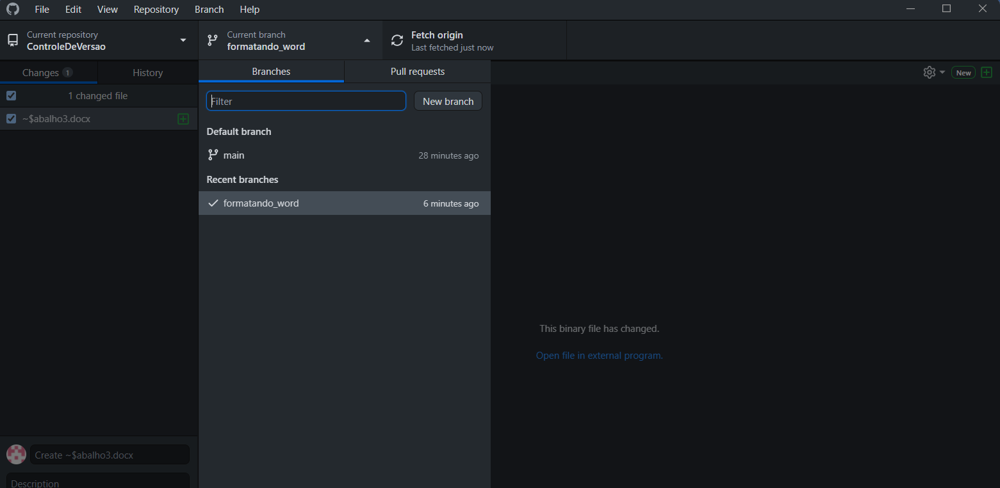 File Edit View Repository Branch Help
Current repository
ControleDeVersao
Current branch
formatando_word
Fetch origin
Last fetched just now
Changes 1
History
Branches
Pull requests
New
1 changed file
Filter
New branch
~$abalho3.docx
Default branch
main 28 minutes ago
Recent branches
formatando_word 6 minutes ago
This binary file has changed.
Open file in external program.
Create ~$abalho3.docx
Description